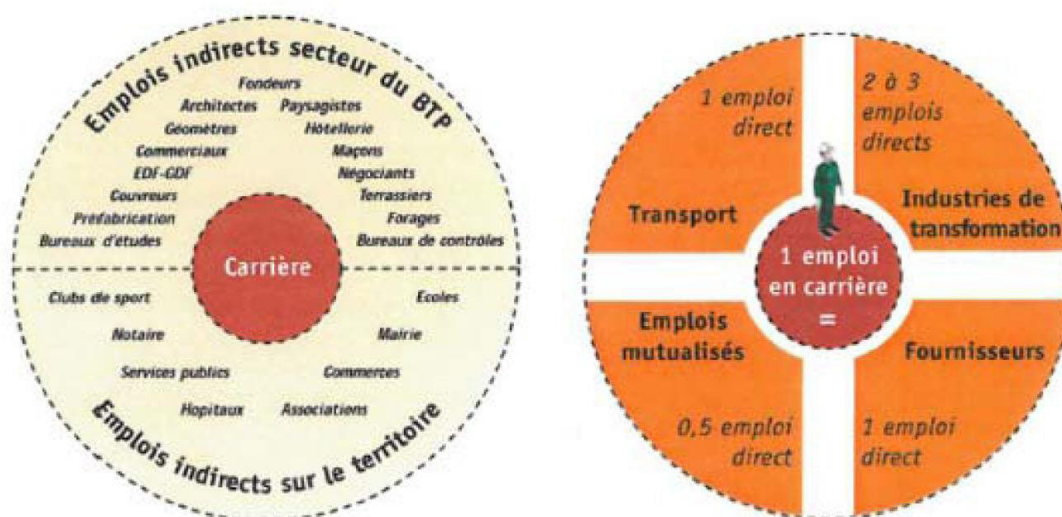 Emplois indirects secteur du BTP
Fondeurs
Architectes Paysagistes
Géomètres Hôtellerie
Commerciaux Maçons
EDF-GDF Négociants
Couvreurs Terrassiers
Préfabrication Forages
Bureaux d'études Bureaux de contrôles
Carrière
Clubs de sport Ecoles
Notaire Mairie
Services publics Commerces
Hopitaux Associations
Emplois indirects sur le territoire
1 emploi
direct
Transport
2 à 3
emplois
directs
Industries de
transformation
1 emploi
en carrière
=
Emplois
mutualisés
0,5 emploi
direct
Fournisseurs
1 emploi
direct